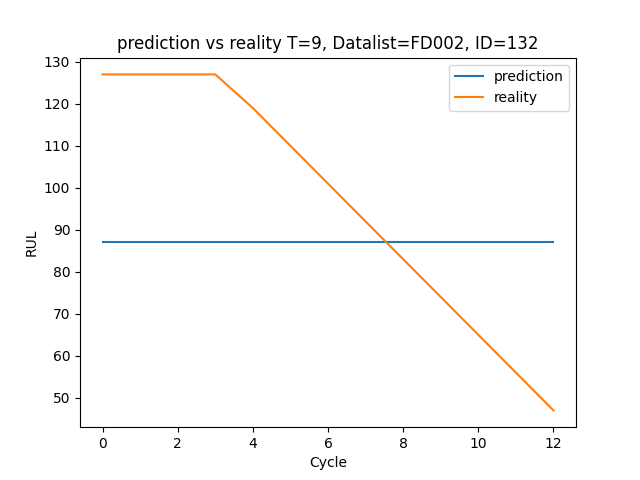 prediction vs reality T=9, Datalist=FD002, ID=132
prediction
reality
130
120
110
100
90
80
70
60
50
RUL
0 2 4 6 8 10 12
Cycle